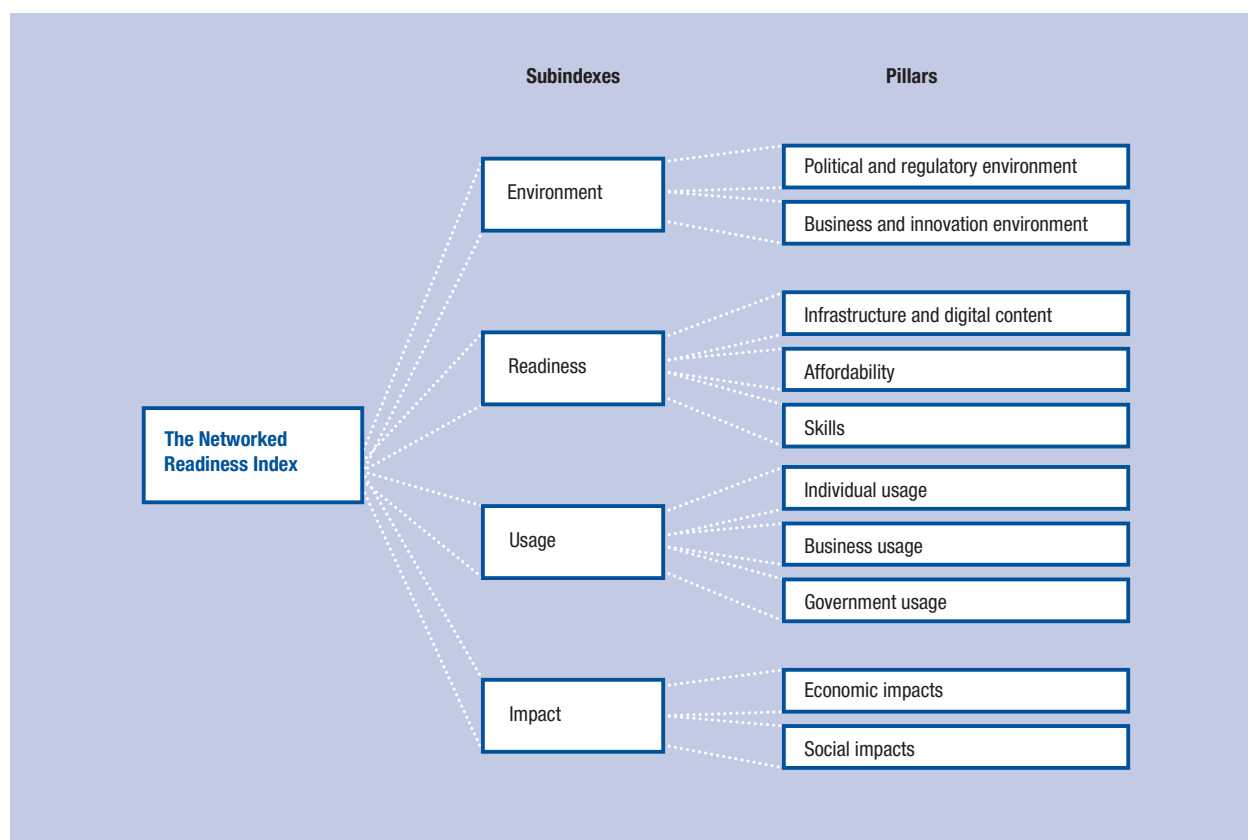 Subindexes
Pillars
The Networked
Readiness Index
Environment
Political and regulatory environment
Business and innovation environment
Readiness
Infrastructure and digital content
Affordability
Skills
Usage
Individual usage
Business usage
Government usage
Impact
Economic impacts
Social impacts